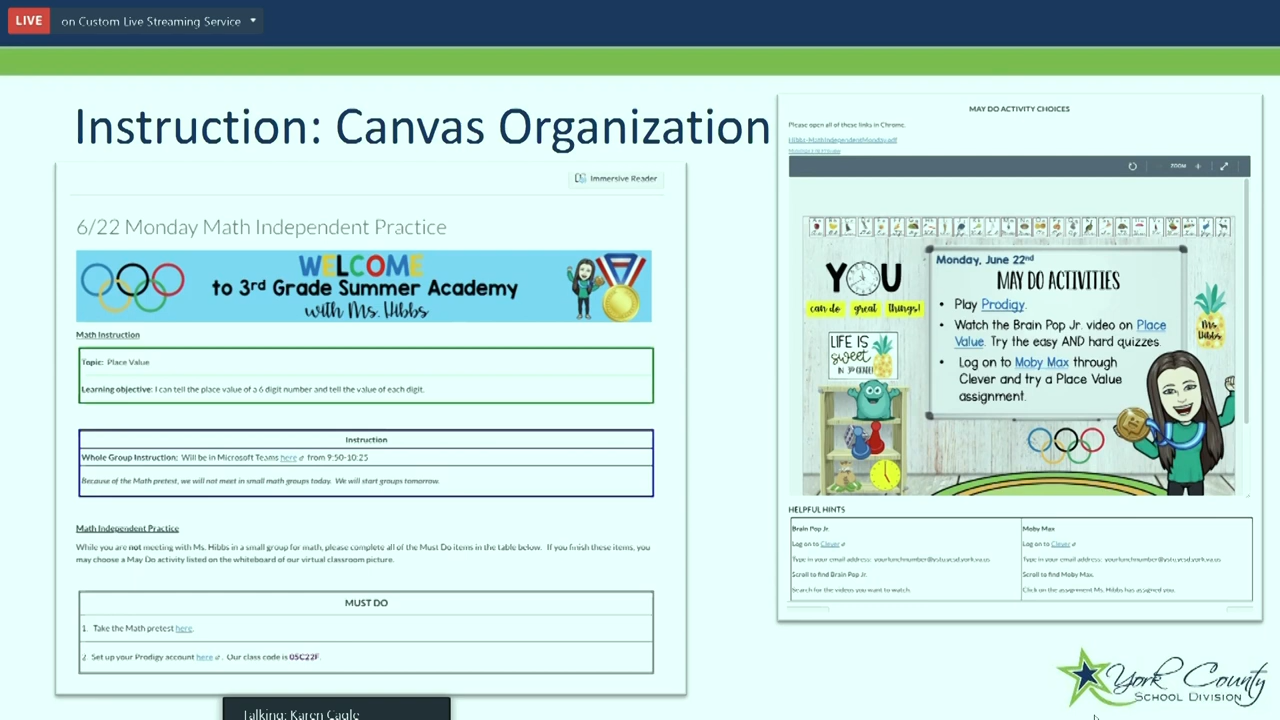 LIVE on Custom Live Streaming Service
Instruction: Canvas Organization
Immersive Reader
6/22 Monday Math Independent Practice
WELCOME
to 3rd Grade Summer Academy
with Ms. Hibbs
Math Instruction
Topic: Place Value
Learning objective: I can tell the place value of a 6 digit number and tell the value of each digit.
Instruction
Whole Group Instruction: Will be in Microsoft Teams here from 9:50-10:25
Because of the Math pretest, we will not meet in small math groups today. We will start groups tomorrow.
Math Independent Practice
While you are not meeting with Ms. Hibbs in a small group for math, please complete all of the Must Do items in the table below. If you finish these items, you
may choose a May Do activity listed on the whiteboard of our virtual classroom picture.
MUST DO
1. Take the Math pretest here.
2 Set up your Prodigy account here. Our class code is 05C22F.
MAY DO ACTIVITY CHOICES
Please open all of these links in Chrome.
ZOOM
YOU
can do great things!
LIFE IS
sweet
IN 3RD GRADE!
Monday, June 22nd
MAY DO ACTIVITIES
• Play Prodigy.
• Watch the Brain Pop Jr. video on Place
Value. Try the easy AND hard quizzes.
• Log on to Moby Max through
Clever and try a Place Value
assignment.
Ms.
Hibbs
HELPFUL HINTS
Brain Pop Jr.
Log on to Clever
Scroll to find Brain Pop Jr.
Search for the videos you want to watch.
Moby Max
Log on to Clever
Scroll to find Moby Max.
Click on the assignment Ms. Hibbs has assigned you.
York County
SCHOOL DIVISION
Talking: Karen Cagle